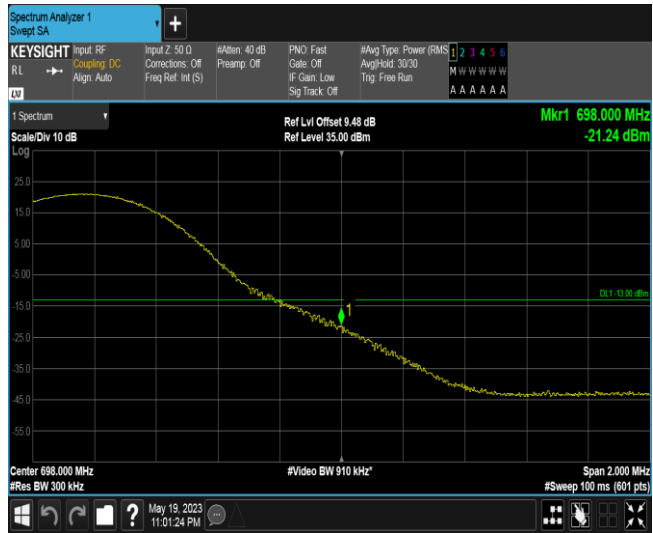 Spectrum Analyzer 1
Swept SA
+
KEYSIGHT
RL
LXI
Input: RF
Coupling: DC
Align: Auto
Input Z: 50 Ω
Corrections: Off
Freq Ref: Int (S)
#Atten: 40 dB
Preamp: Off
PNO: Fast
Gate: Off
IF Gain: Low
Sig Track: Off
#Avg Type: Power (RMS
Avg|Hold: 30/30
Trig: Free Run
1 2 3 4 5 6
M W W W W W
A A A A A A
1 Spectrum
Scale/Div 10 dB
Ref Lvl Offset 9.48 dB
Ref Level 35.00 dBm
Mkr1 698.000 MHz
-21.24 dBm
Log
25.0
15.0
5.00
-5.00
-15.0
-25.0
-35.0
-45.0
-55.0
DL1 -13.00 dBm
1
Center 698.000 MHz
#Video BW 910 kHz*
Span 2.000 MHz
#Res BW 300 kHz
#Sweep 100 ms (601 pts)
?
May 19, 2023
11:01:24 PM